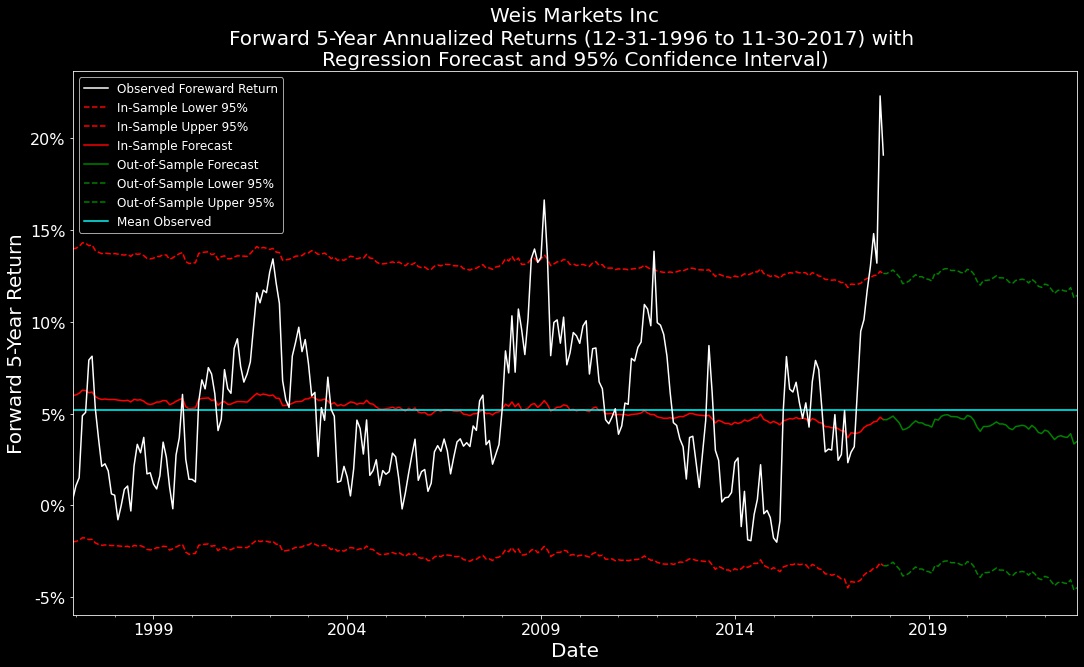 Weis Markets Inc
Forward 5-Year Annualized Returns (12-31-1996 to 11-30-2017) with
Regression Forecast and 95% Confidence Interval)
Observed Foreward Return
In-Sample Lower 95%
In-Sample Upper 95%
In-Sample Forecast
Out-of-Sample Forecast
Out-of-Sample Lower 95%
Out-of-Sample Upper 95%
Mean Observed
Forward 5-Year Return
20%
15%
10%
5%
0%
-5%
1999
2004
2009
2014
2019
Date